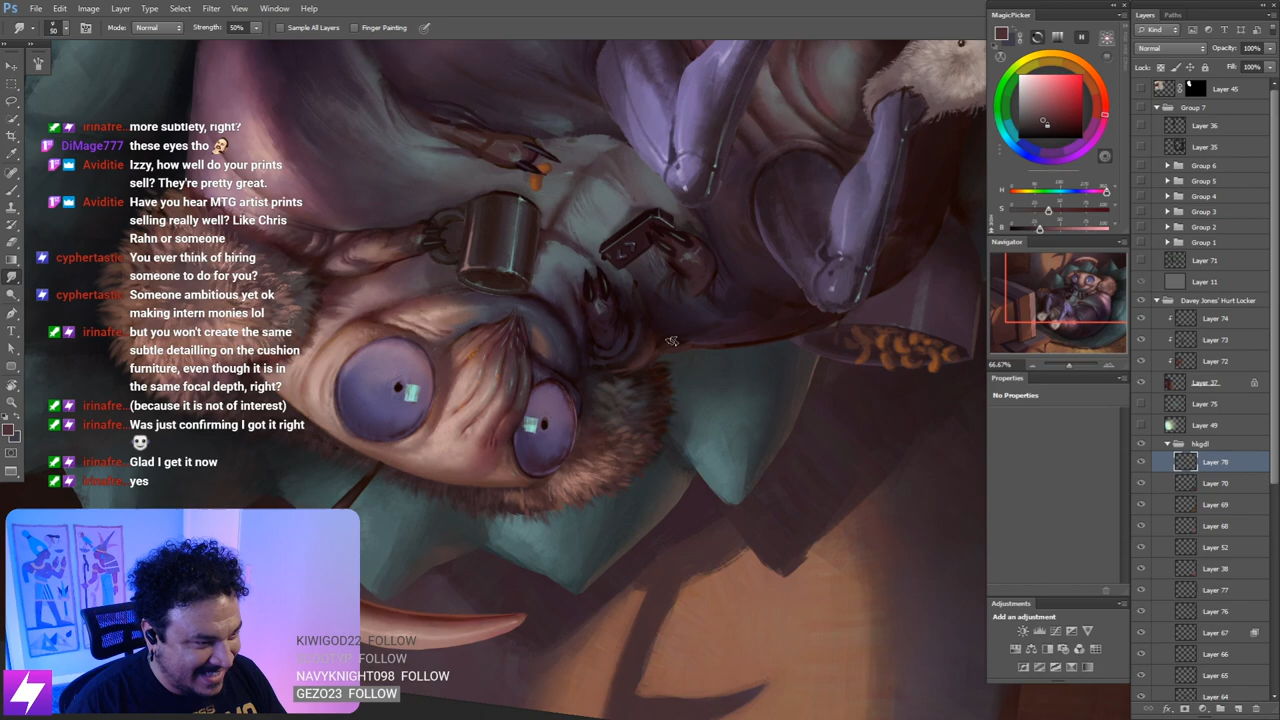 Ps File Edit Image Layer Type Select Filter View Window Help
50 Mode: Normal Strength: 50% Sample All Layers Finger Painting
irinafre.. more subtlety, right?
DiMage777 these eyes tho
Aviditie Izzy, how well do your prints
sell? They're pretty great.
Aviditie Have you hear MTG artist prints
selling really well? Like Chris
Rahn or someone
cyphertastic You ever think of hiring
someone to do for you?
cyphertastic Someone ambitious yet ok
making intern monies lol
irinafre.. but you won't create the same
subtle detailling on the cushion
furniture, even though it is in
the same focal depth, right?
irinafre.. (because it is not of interest)
irinafre.. Was just confirming I got it right
irinafre.. Glad I get it now
irinafre.. yes
KIWIGOD22 FOLLOW
FOLLOW
NAVYKNIGHT098 FOLLOW
GEZO23 FOLLOW
MagicPicker
H
H
S
B
Navigator
66.67%
Properties
No Properties
Adjustments
Add an adjustment
Layers Paths
Kind
Normal Opacity: 100%
Lock: Fill: 100%
Layer 45
Group 7
Layer 36
Layer 35
Group 6
Group 5
Group 4
Group 3
Group 2
Group 1
Layer 71
Layer 11
Davey Jones' Hurt Locker
Layer 74
Layer 73
Layer 72
Layer 37
Layer 75
Layer 49
hkgdl
Layer 78
Layer 70
Layer 69
Layer 68
Layer 52
Layer 38
Layer 77
Layer 76
Layer 67
Layer 66
Layer 65
Layer 64
fx